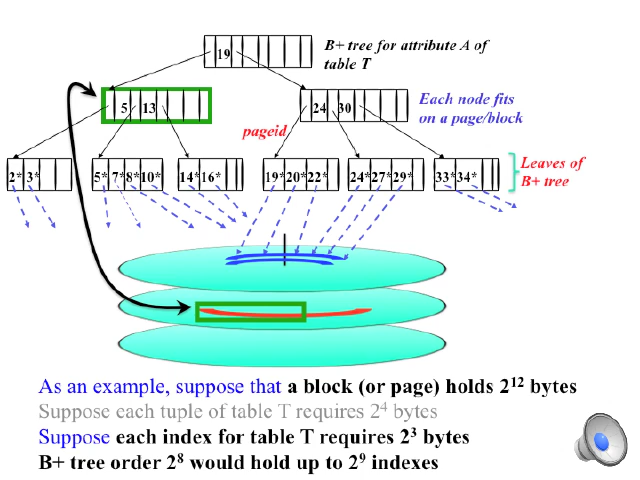 19
B+ tree for attribute A of
table T
5 13
24 30
Each node fits
on a page/block
pageid
2* 3*
5* 7* 8* 10*
14* 16*
19* 20* 22*
24* 27* 29*
33* 34*
Leaves of
B+ tree
As an example, suppose that a block (or page) holds 2¹² bytes
Suppose each tuple of table T requires 2⁴ bytes
Suppose each index for table T requires 2³ bytes
B+ tree order 2⁸ would hold up to 2⁹ indexes